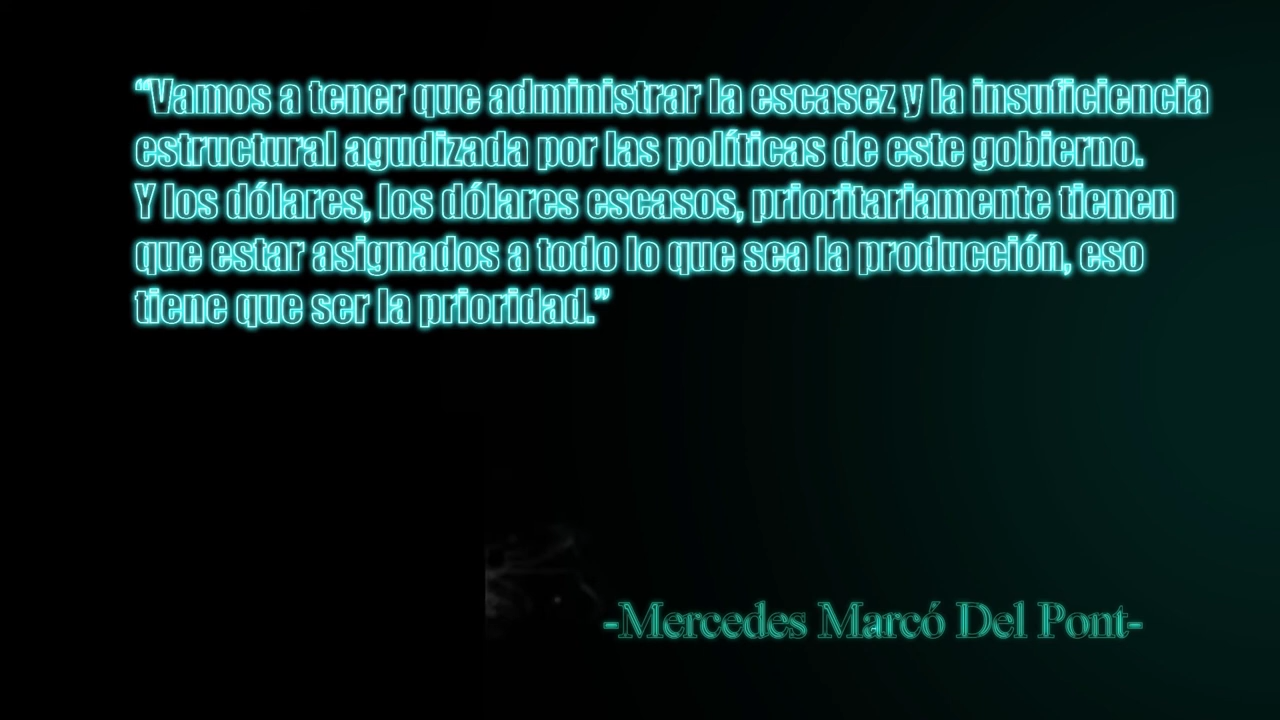 “Vamos a tener que administrar la escasez y la insuficiencia
estructural agudizada por las políticas de este gobierno.
Y los dólares, los dólares escasos, prioritariamente tienen
que estar asignados a todo lo que sea la producción, eso
tiene que ser la prioridad.”
-Mercedes Marcó Del Pont-